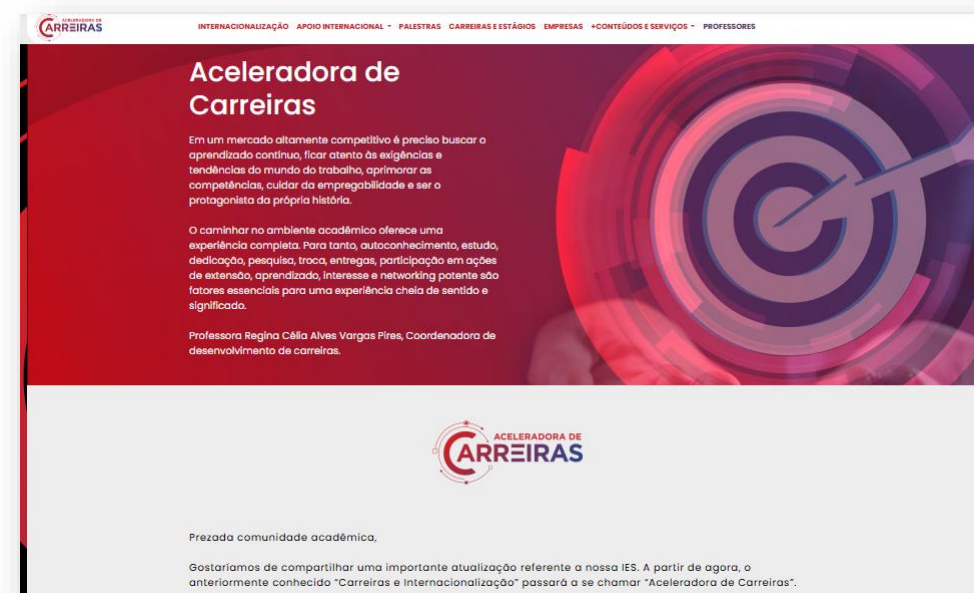 ACELERADORA DE
CARREIRAS
INTERNACIONALIZAÇÃO APOIO INTERNACIONAL PALESTRAS CARREIRAS E ESTÁGIOS EMPRESAS +CONTEÚDOS E SERVIÇOS PROFESSORES
Aceleradora de
Carreiras
Em um mercado altamente competitivo é preciso buscar o
aprendizado contínuo, ficar atento às exigências e
tendências do mundo do trabalho, aprimorar as
competências, cuidar da empregabilidade e ser o
protagonista da própria história.
O caminhar no ambiente acadêmico oferece uma
experiência completa. Para tanto, autoconhecimento, estudo,
dedicação, pesquisa, troca, entregas, participação em ações
de extensão, aprendizado, interesse e networking potente são
fatores essenciais para uma experiência cheia de sentido e
significado.
Professora Regina Célia Alves Vargas Pires, Coordenadora de
desenvolvimento de carreiras.
ACELERADORA DE
CARREIRAS
Prezada comunidade acadêmica,
Gostaríamos de compartilhar uma importante atualização referente a nossa IES. A partir de agora, o
anteriormente conhecido “Carreiras e Internacionalização” passará a se chamar “Aceleradora de Carreiras”.